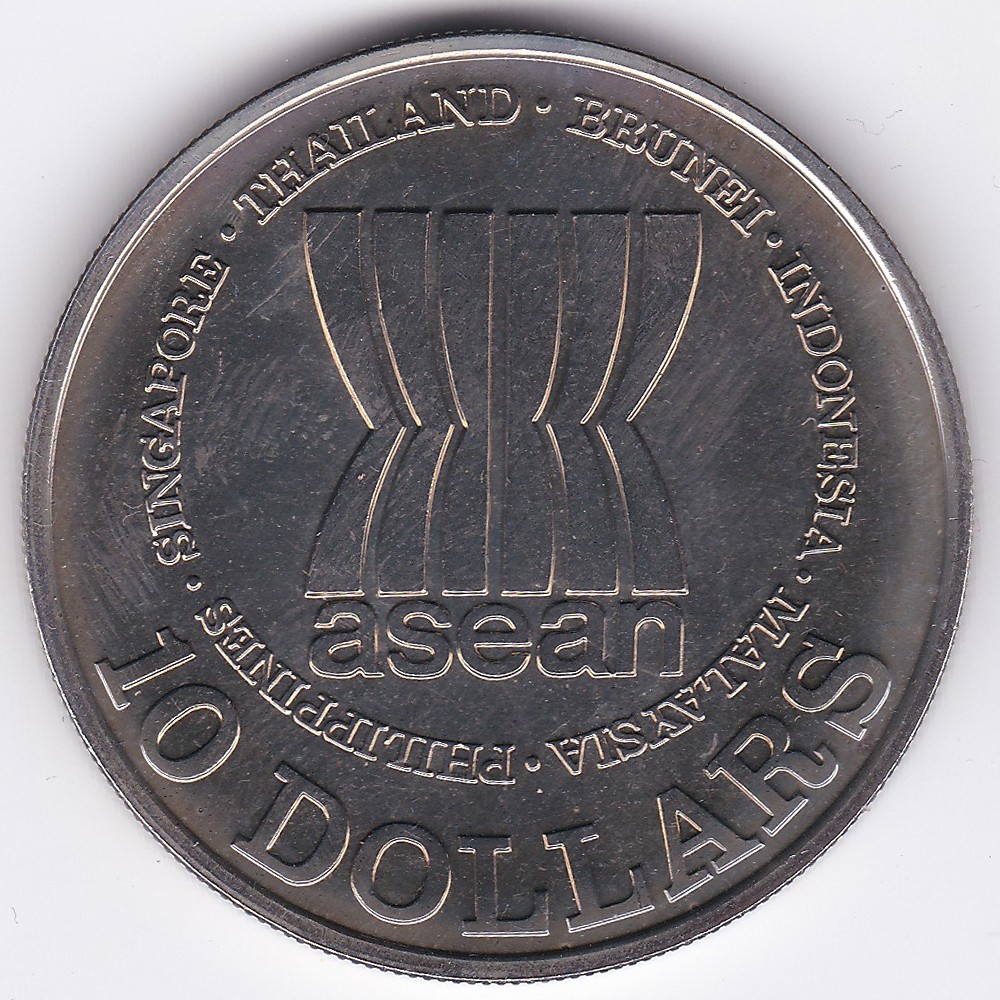 BRUNEI · INDONESIA · MALAYSIA · PHILIPPINES · SINGAPORE · THAILAND ·
asean
10 DOLLARS